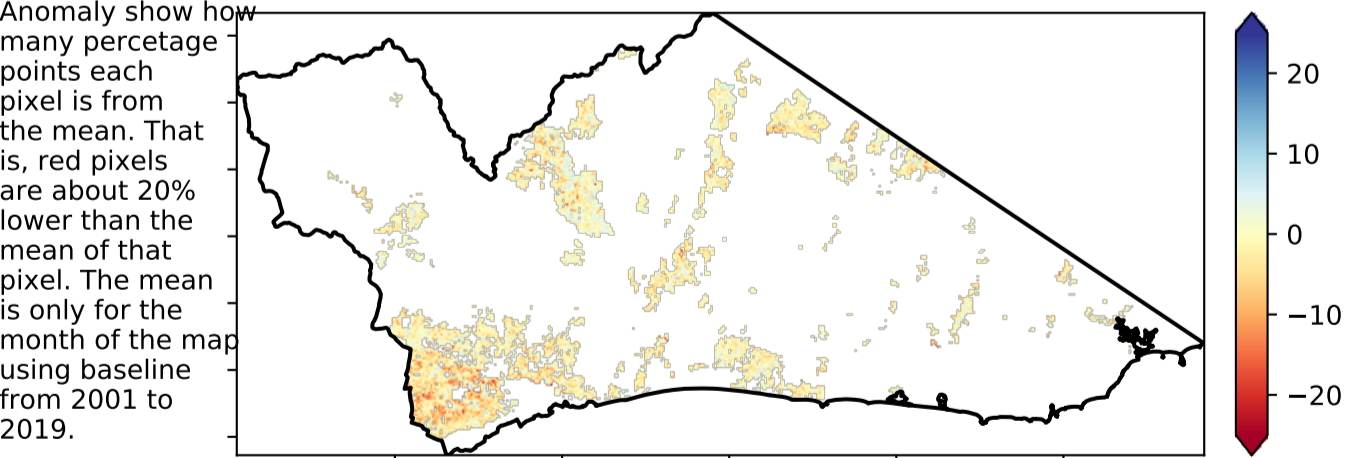 Anomaly show how
many percetage
points each
pixel is from
the mean. That
is, red pixels
are about 20%
lower than the
mean of that
pixel. The mean
is only for the
month of the map
using baseline
from 2001 to
2019.
20
10
0
−10
−20